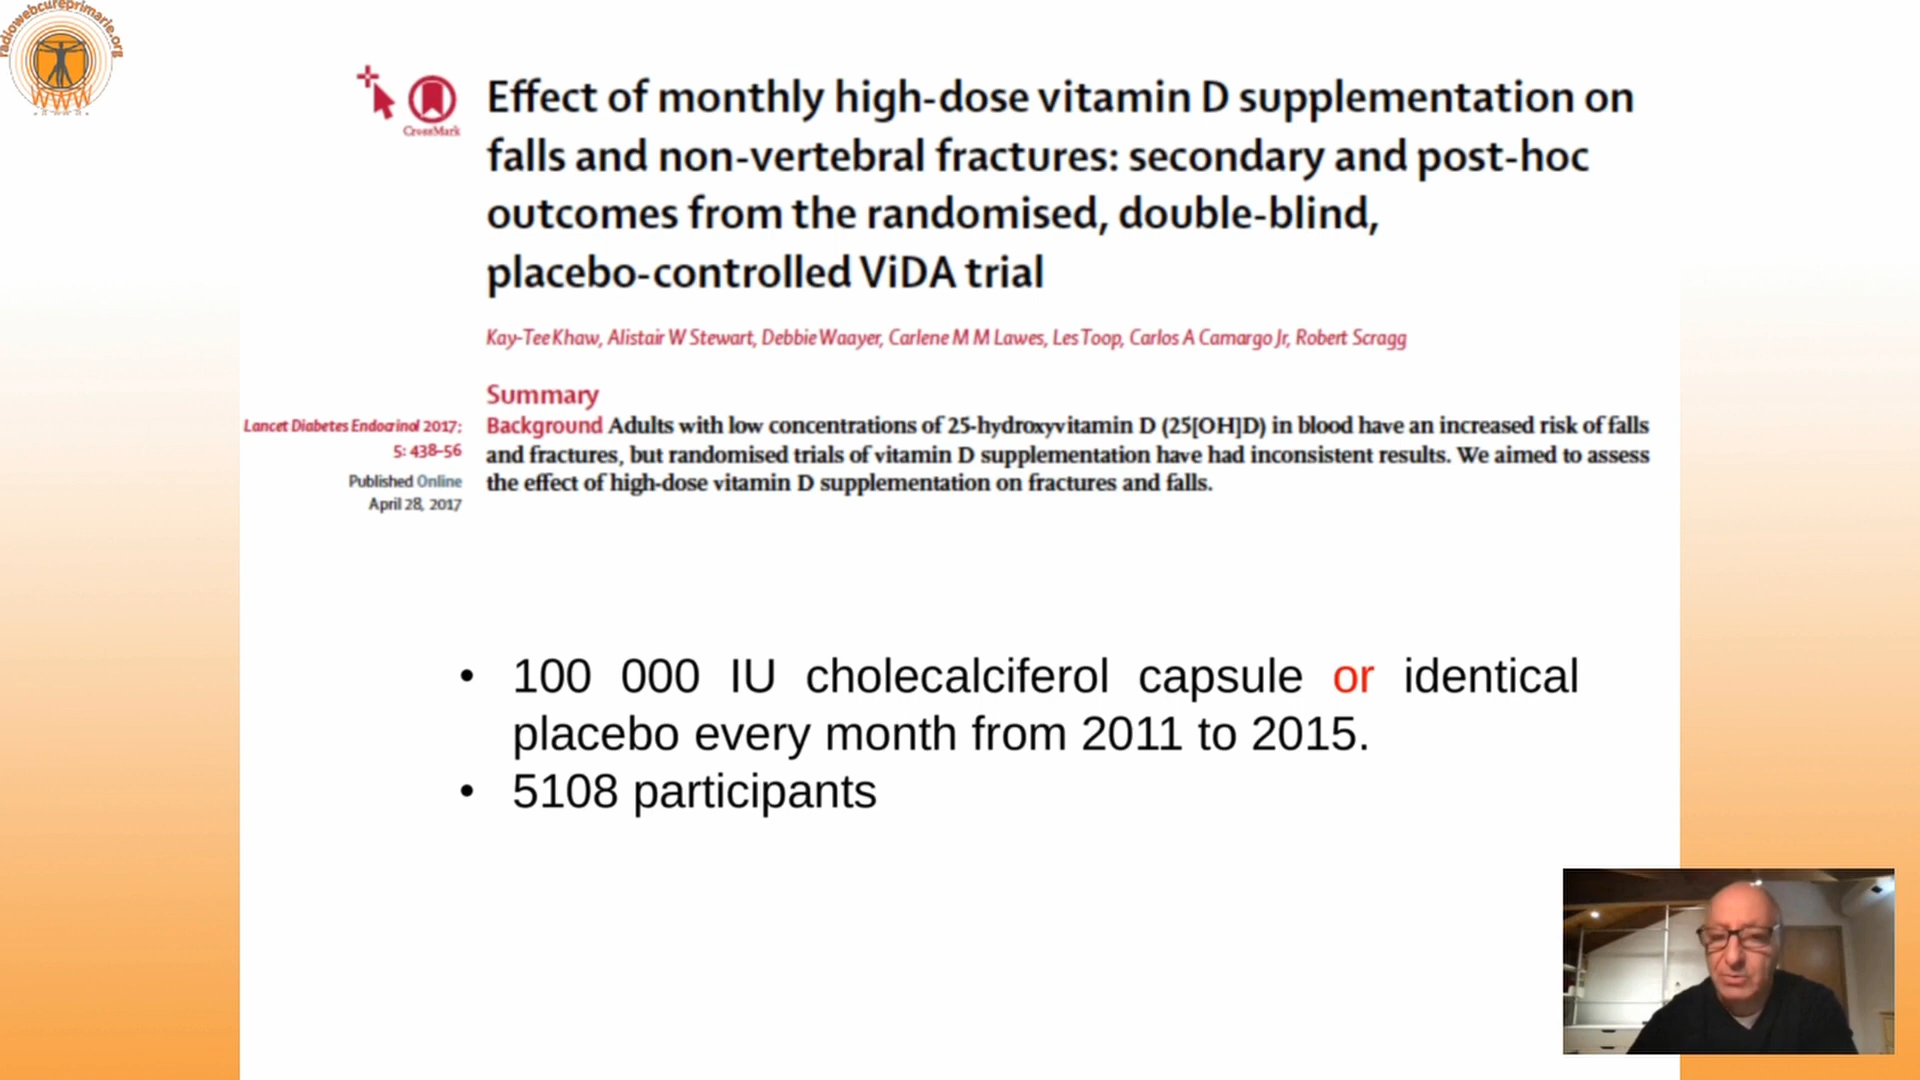 radiowebcureprimarie.org
WWW
CrossMark
Effect of monthly high-dose vitamin D supplementation on
falls and non-vertebral fractures: secondary and post-hoc
outcomes from the randomised, double-blind,
placebo-controlled ViDA trial
Kay-Tee Khaw, Alistair W Stewart, Debbie Waayer, Carlene M M Lawes, Les Toop, Carlos A Camargo Jr, Robert Scragg
Summary
Lancet Diabetes Endocrinol 2017;
5: 438–56
Published Online
April 28, 2017
Background Adults with low concentrations of 25-hydroxyvitamin D (25[OH]D) in blood have an increased risk of falls
and fractures, but randomised trials of vitamin D supplementation have had inconsistent results. We aimed to assess
the effect of high-dose vitamin D supplementation on fractures and falls.
• 100 000 IU cholecalciferol capsule or identical
placebo every month from 2011 to 2015.
• 5108 participants